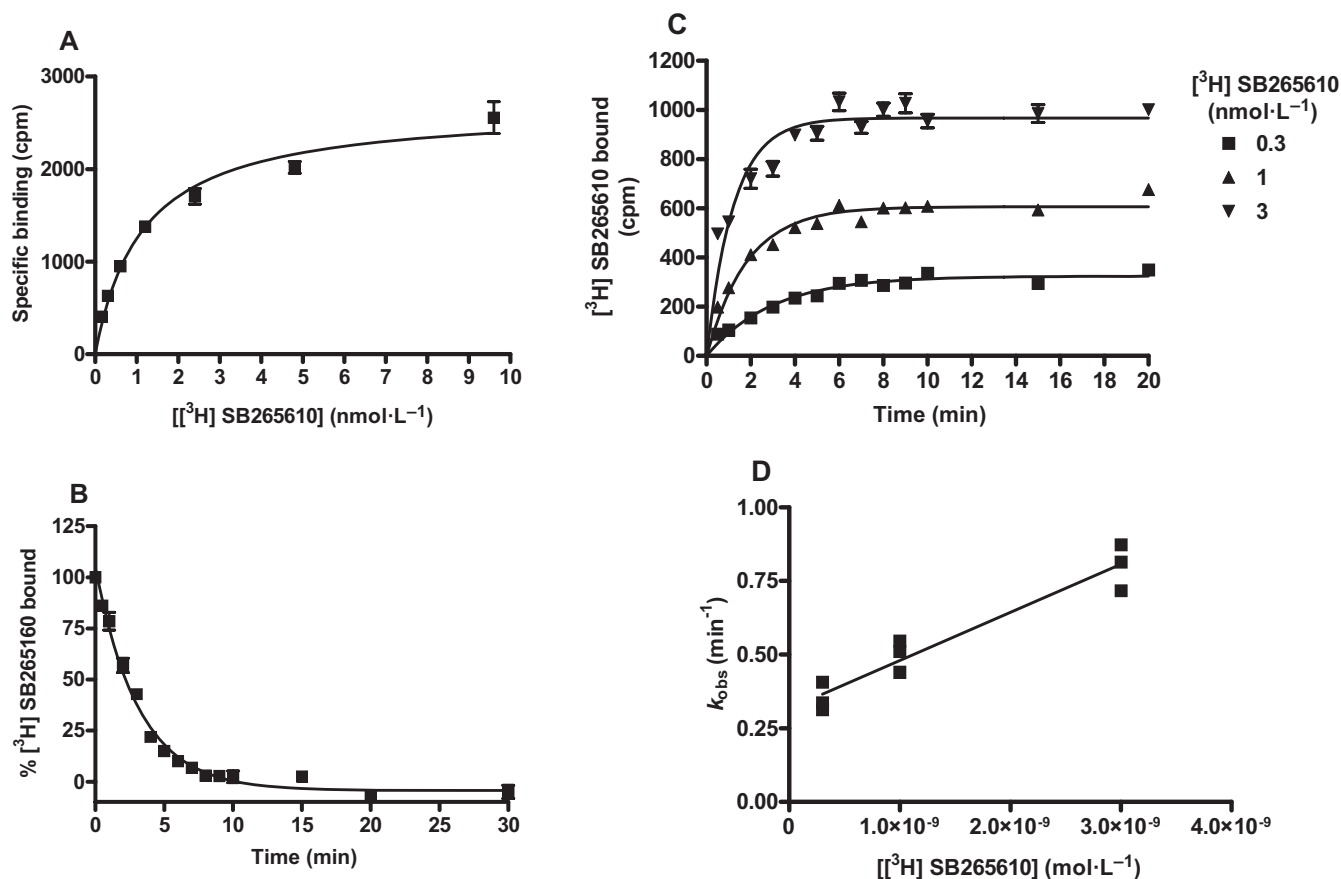 A
Specific binding (cpm)
3000
2000
1000
0
0 1 2 3 4 5 6 7 8 9 10
[[³H] SB265610] (nmol·L⁻¹)
B
% [³H] SB265160 bound
125
100
75
50
25
0
0 5 10 15 20 25 30
Time (min)
C
[³H] SB265610 bound
(cpm)
1200
1000
800
600
400
200
0
0 2 4 6 8 10 12 14 16 18 20
Time (min)
[³H] SB265610
(nmol·L⁻¹)
0.3
1
3
D
kobs (min⁻¹)
1.00
0.75
0.50
0.25
0.00
0 1.0×10⁻⁹ 2.0×10⁻⁹ 3.0×10⁻⁹ 4.0×10⁻⁹
[[³H] SB265610] (mol·L⁻¹)